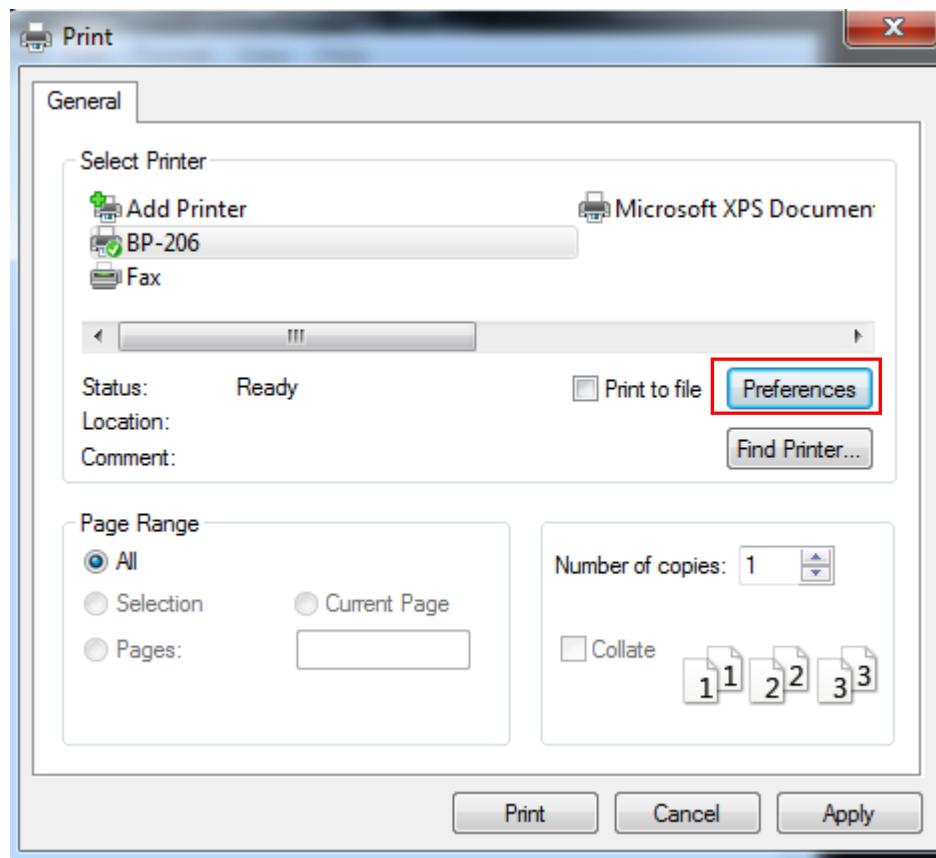 Print
General
Select Printer
Add Printer
Microsoft XPS Documen
BP-206
Fax
Status: Ready
Print to file
Preferences
Location:
Comment:
Find Printer...
Page Range
All
Selection
Current Page
Pages:
Number of copies: 1
Collate
1 1 2 2 3 3
Print
Cancel
Apply